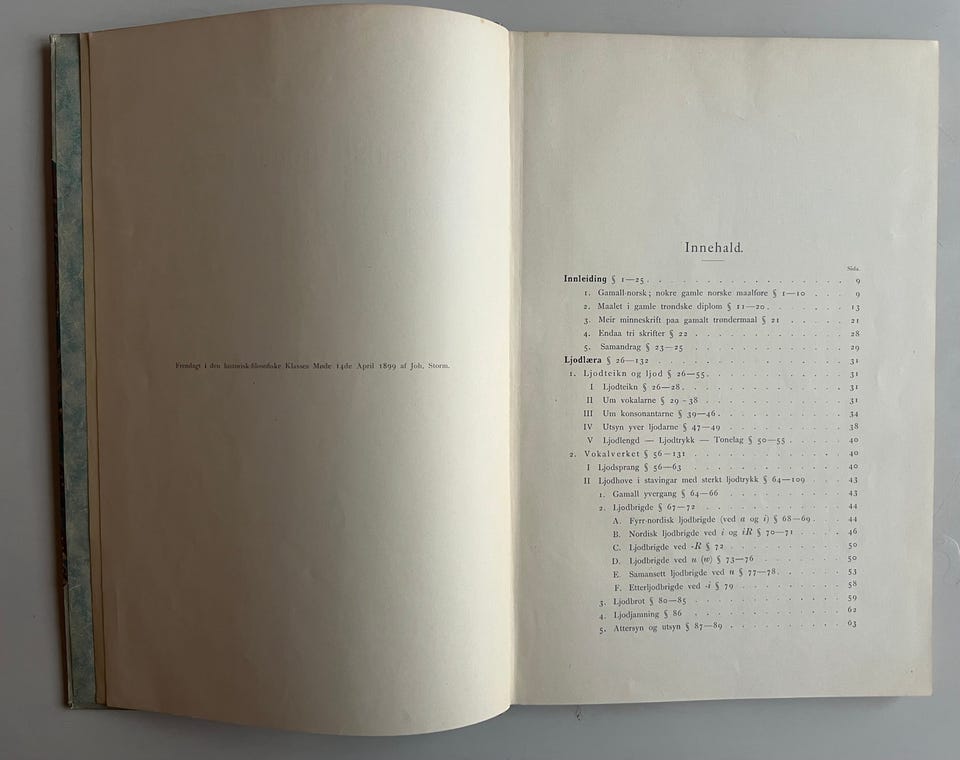 Fremlagt i den historisk-filosofiske Klasses Møde 14de April 1899 af Joh. Storm.
Innehald.
Sida.
Innleiding § 1—25 . . . . . . . . . . . . 9
1. Gamall-norsk; nokre gamle norske maalføre § 1—10 . . . 9
2. Maalet i gamle trøndske diplom § 11—20 . . . . . . 13
3. Meir minneskrift paa gamalt trøndermaal § 21 . . . . . 21
4. Endaa tri skrifter § 22 . . . . . . . . . . 28
5. Samandrag § 23—25 . . . . . . . . . . 29
Ljodlæra § 26—132 . . . . . . . . . . . . 31
1. Ljodteikn og ljod § 26—55 . . . . . . . . . 31
I Ljodteikn § 26—28 . . . . . . . . . . 31
II Um vokalarne § 29-38 . . . . . . . . . 31
III Um konsonantarne § 39—46 . . . . . . . . 34
IV Utsyn yver ljodarne § 47—49 . . . . . . . . 38
V Ljodlengd — Ljodtrykk — Tonelag § 50—55 . . . . . 40
2. Vokalverket § 56—131 . . . . . . . . . . 40
I Ljodsprang § 56—63 . . . . . . . . . . 40
II Ljodhove i stavingar med sterkt ljodtrykk § 64—109 . . . 43
1. Gamall yvergang § 64—66 . . . . . . . . 43
2. Ljodbrigde § 67—72 . . . . . . . . . . 44
A. Fyrr-nordisk ljodbrigde (ved a og i) § 68—69 . . . 44
B. Nordisk ljodbrigde ved i og iR § 70—71 . . . . 46
C. Ljodbrigde ved -R § 72 . . . . . . . . 50
D. Ljodbrigde ved u (w) § 73—76 . . . . . . 50
E. Samansett ljodbrigde ved u § 77—78 . . . . . 53
F. Etterljodbrigde ved -i § 79 . . . . . . . 58
3. Ljodbrot § 80—85 . . . . . . . . . . 59
4. Ljodjamning § 86 . . . . . . . . . . 62
5. Attersyn og utsyn § 87—89 . . . . . . . . 63